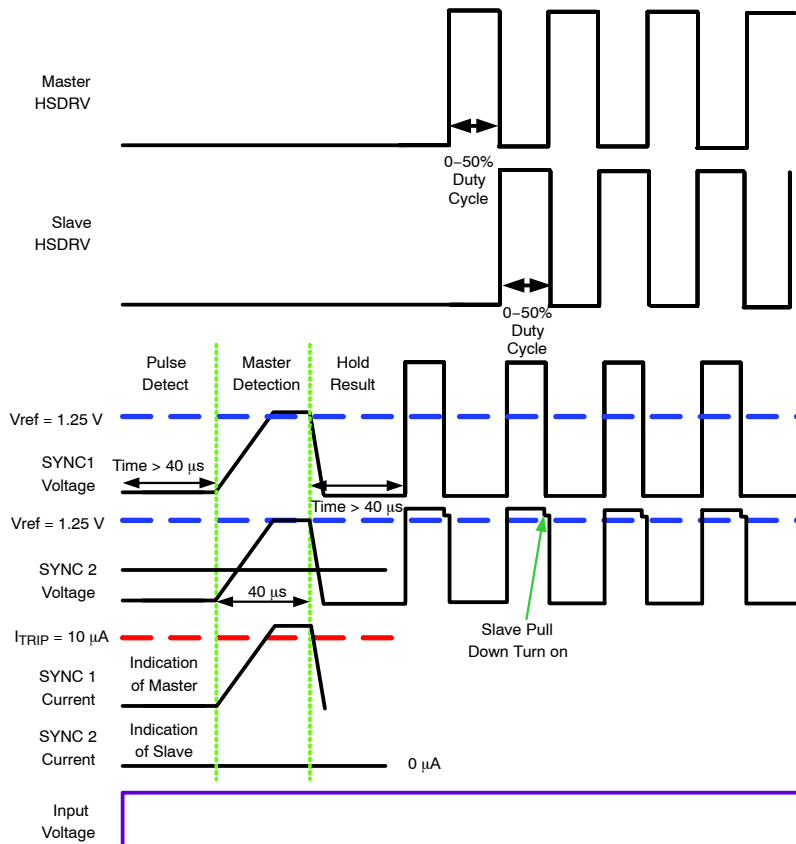 Master
HSDRV
0–50%
Duty
Cycle
Slave
HSDRV
0–50%
Duty
Cycle
Pulse
Detect
Master
Detection
Hold
Result
Vref = 1.25 V
SYNC1
Voltage
Time > 40 μs
Time > 40 μs
Vref = 1.25 V
SYNC 2
Voltage
40 μs
Slave Pull
Down Turn on
ITRIP = 10 μA
SYNC 1
Current
Indication
of Master
SYNC 2
Current
Indication
of Slave
0 μA
Input
Voltage